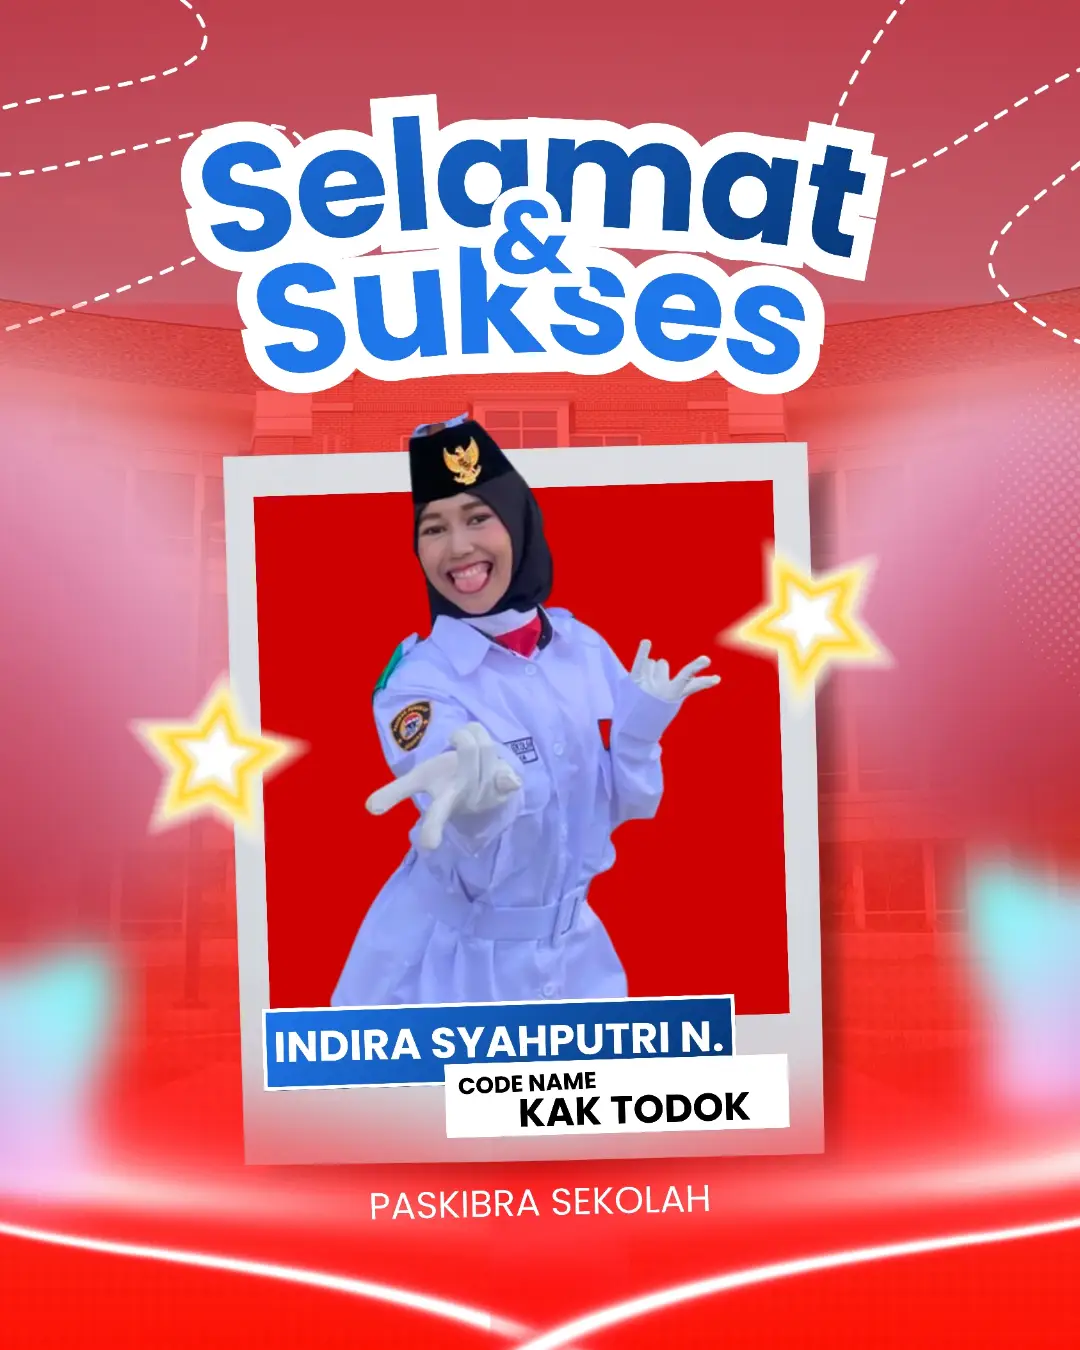 Selamat
&
Sukses
INDIRA SYAHPUTRI N.
CODE NAME
KAK TODOK
PASKIBRA SEKOLAH